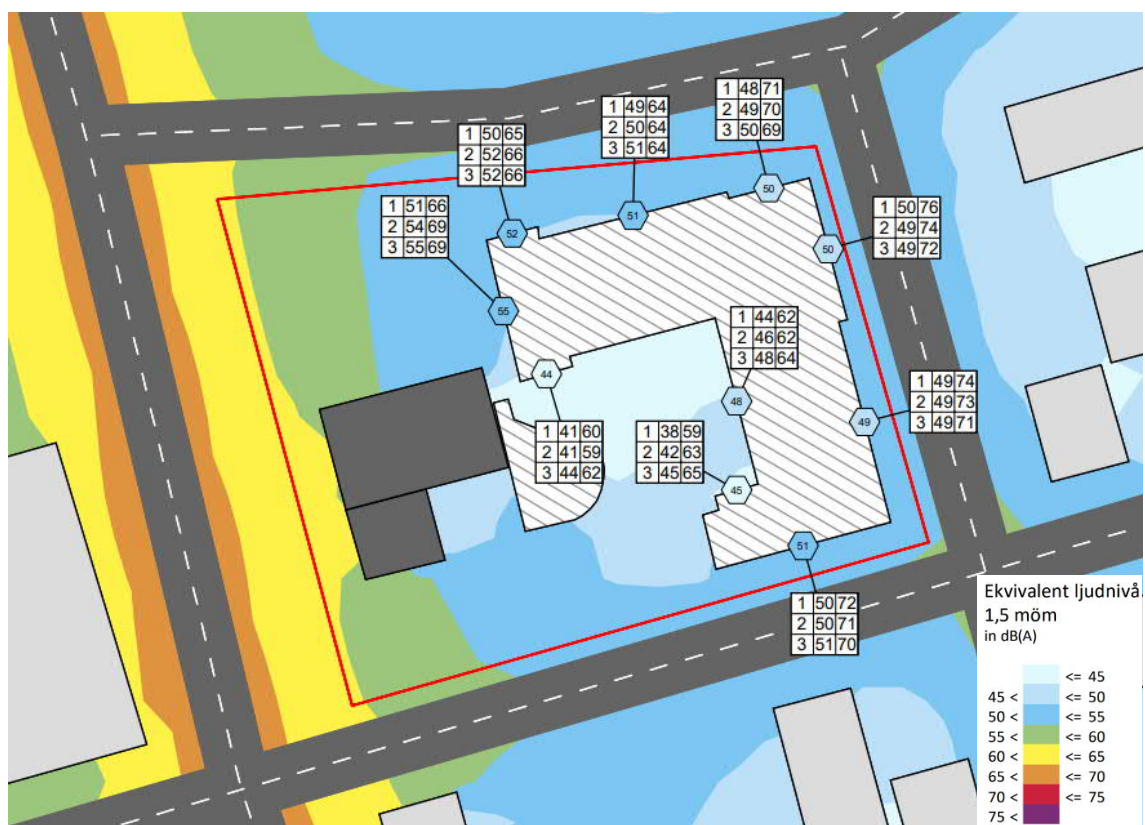 1 48 71
2 49 70
3 50 69
1 49 64
2 50 64
3 51 64
1 50 65
2 52 66
3 52 66
1 51 66
2 54 69
3 55 69
50
51
52
1 50 76
2 49 74
3 49 72
50
55
1 44 62
2 46 62
3 48 64
44
48
1 49 74
2 49 73
3 49 71
49
1 41 60
2 41 59
3 44 62
1 38 59
2 42 63
3 45 65
45
51
1 50 72
2 50 71
3 51 70
Ekvivalent ljudnivå,
1,5 möm
in dB(A)
<= 45
45 < <= 50
50 < <= 55
55 < <= 60
60 < <= 65
65 < <= 70
70 < <= 75
75 <